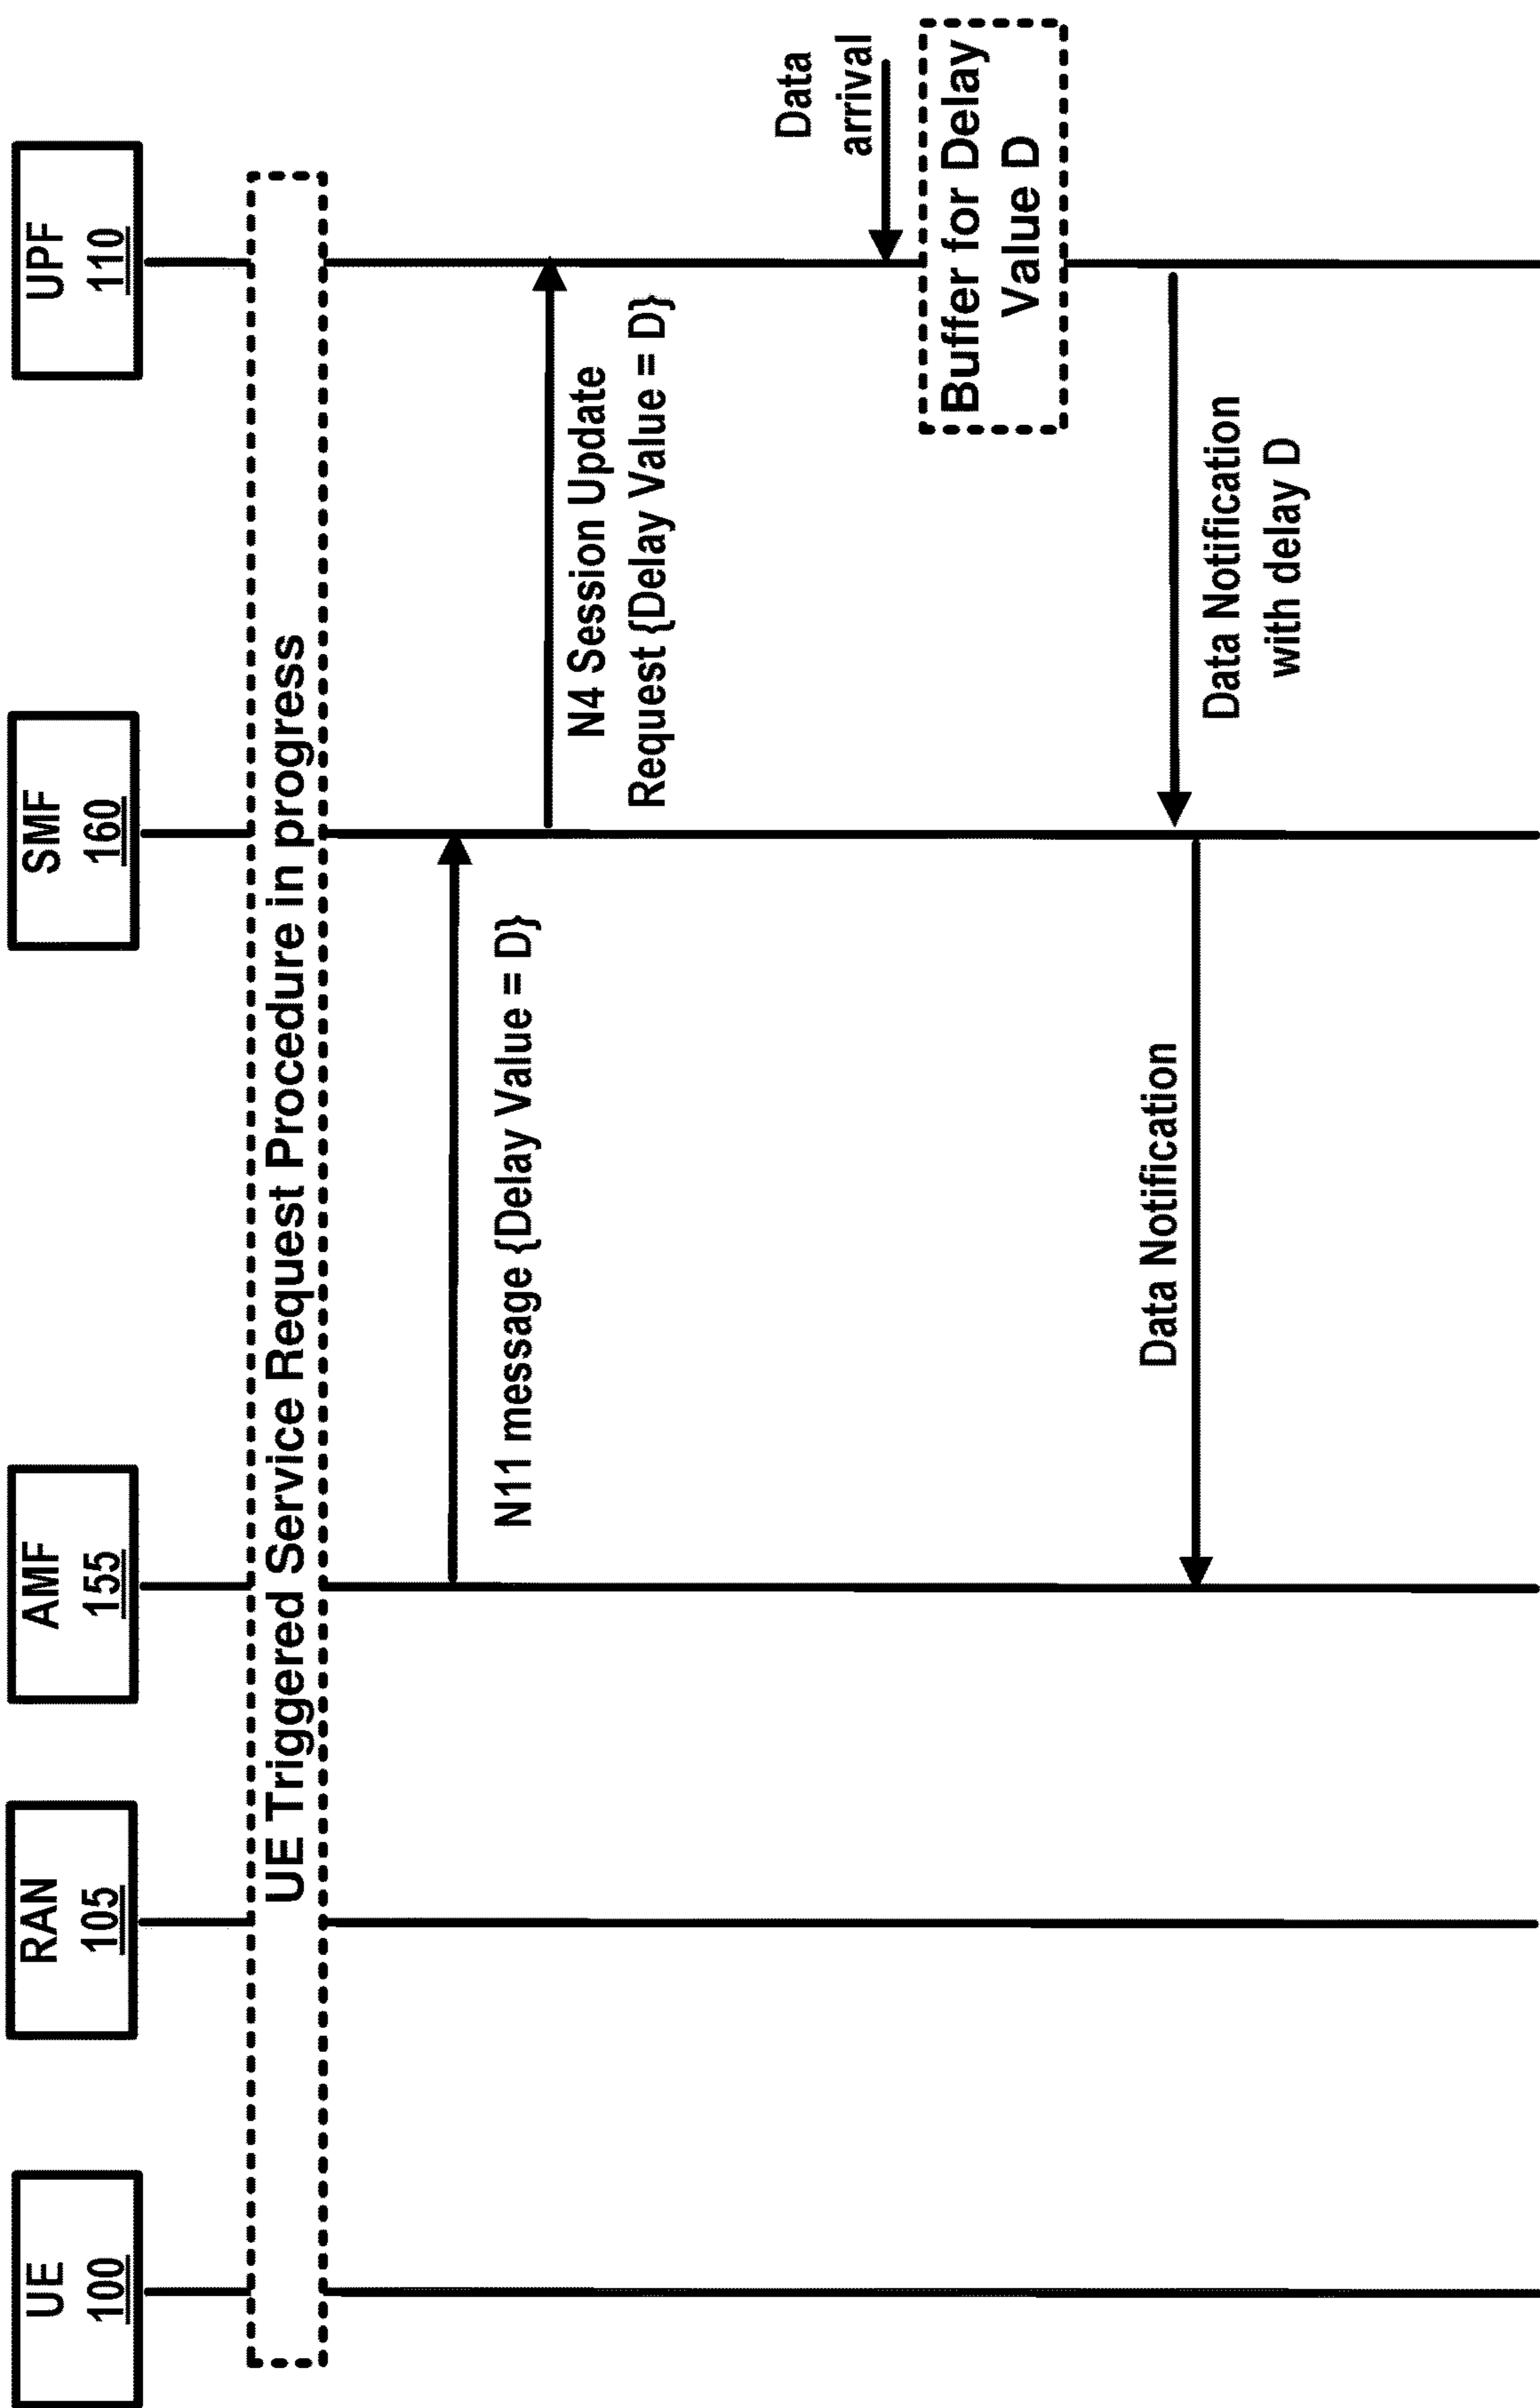 UE
100
RAN
105
AMF
155
SMF
160
UPF
110
UE Triggered Service Request Procedure in progress
N11 message {Delay Value = D}
N4 Session Update
Request {Delay Value = D}
Data
arrival
Buffer for Delay
Value D
Data Notification
with delay D
Data Notification